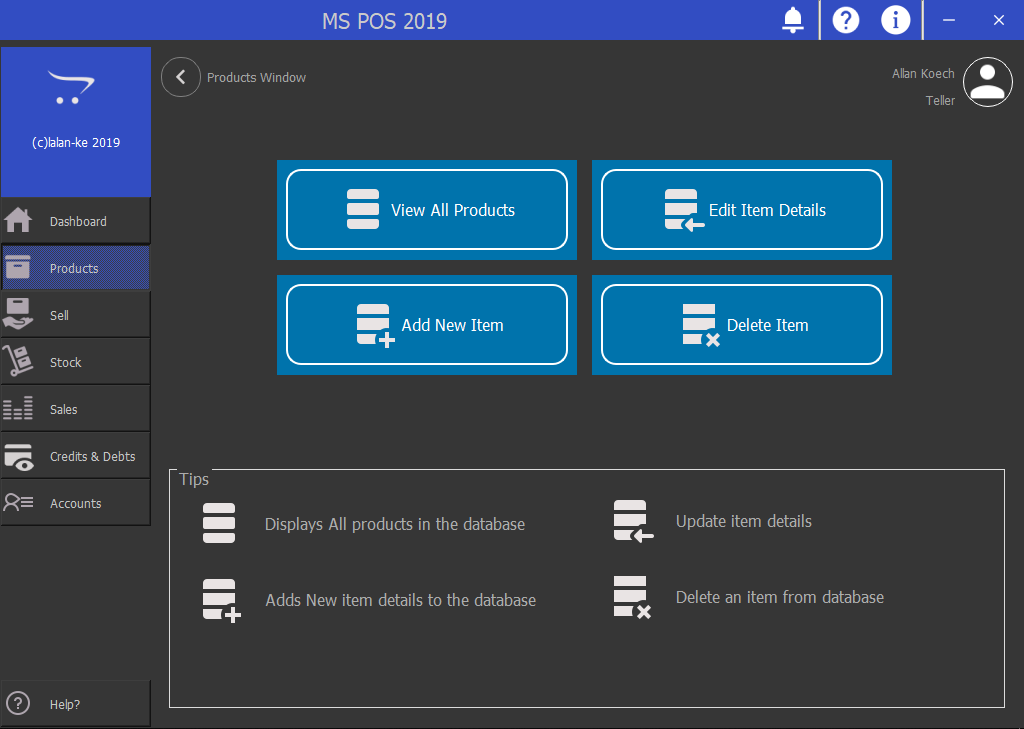 MS POS 2019
(c)lalan-ke 2019
Dashboard
Products
Sell
Stock
Sales
Credits & Debts
Accounts
Help?
Products Window
Allan Koech
Teller
View All Products
Edit Item Details
Add New Item
Delete Item
Tips
Displays All products in the database
Update item details
Adds New item details to the database
Delete an item from database